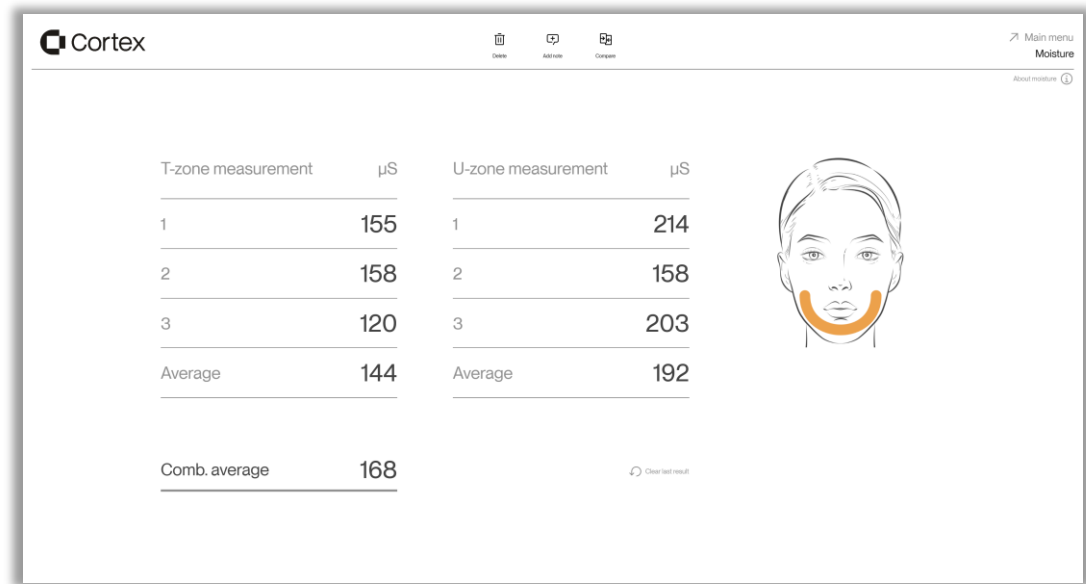 Cortex
Delete
Add note
Compare
Main menu
Moisture
About moisture
T-zone measurement µS
1 155
2 158
3 120
Average 144
U-zone measurement µS
1 214
2 158
3 203
Average 192
Comb. average 168
Clear last result